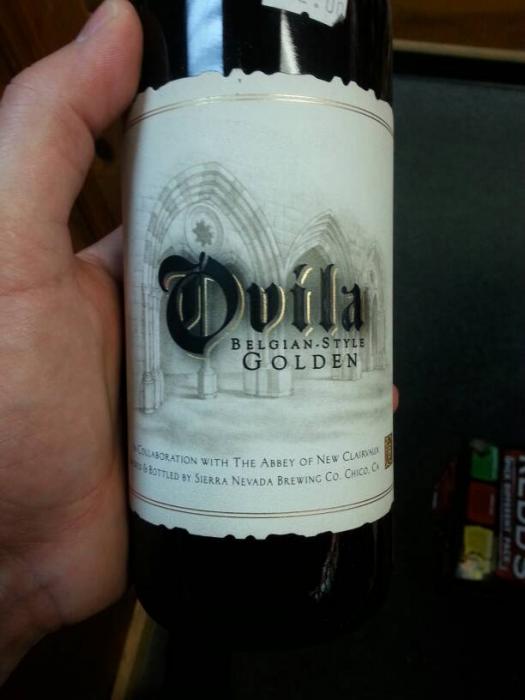 Ovila
BELGIAN-STYLE
GOLDEN
COLLABORATION WITH THE ABBEY OF NEW CLAIRVAUX
& BOTTLED BY SIERRA NEVADA BREWING CO. CHICO, CA